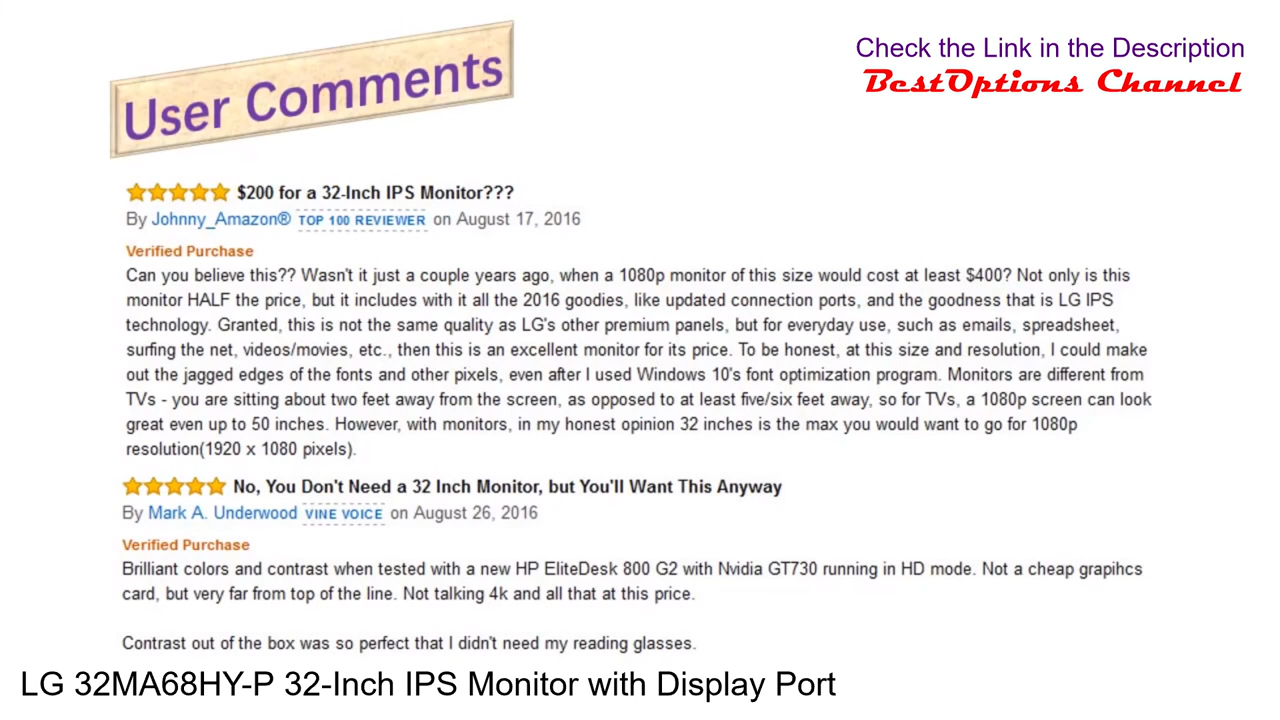 Check the Link in the Description
BestOptions Channel
User Comments
$200 for a 32-Inch IPS Monitor???
By Johnny_Amazon® TOP 100 REVIEWER on August 17, 2016
Verified Purchase
Can you believe this?? Wasn't it just a couple years ago, when a 1080p monitor of this size would cost at least $400? Not only is this
monitor HALF the price, but it includes with it all the 2016 goodies, like updated connection ports, and the goodness that is LG IPS
technology. Granted, this is not the same quality as LG's other premium panels, but for everyday use, such as emails, spreadsheet,
surfing the net, videos/movies, etc., then this is an excellent monitor for its price. To be honest, at this size and resolution, I could make
out the jagged edges of the fonts and other pixels, even after I used Windows 10's font optimization program. Monitors are different from
TVs - you are sitting about two feet away from the screen, as opposed to at least five/six feet away, so for TVs, a 1080p screen can look
great even up to 50 inches. However, with monitors, in my honest opinion 32 inches is the max you would want to go for 1080p
resolution(1920 x 1080 pixels).
No, You Don't Need a 32 Inch Monitor, but You'll Want This Anyway
By Mark A. Underwood VINE VOICE on August 26, 2016
Verified Purchase
Brilliant colors and contrast when tested with a new HP EliteDesk 800 G2 with Nvidia GT730 running in HD mode. Not a cheap grapihcs
card, but very far from top of the line. Not talking 4k and all that at this price.
Contrast out of the box was so perfect that I didn't need my reading glasses.
LG 32MA68HY-P 32-Inch IPS Monitor with Display Port